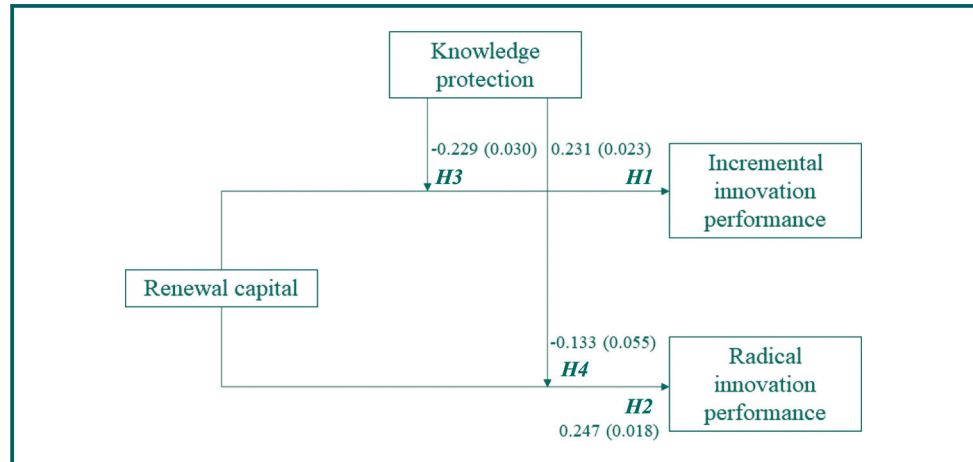 Knowledge
protection
-0.229 (0.030)
0.231 (0.023)
H3
H1
Incremental
innovation
performance
Renewal capital
-0.133 (0.055)
H4
H2
0.247 (0.018)
Radical
innovation
performance